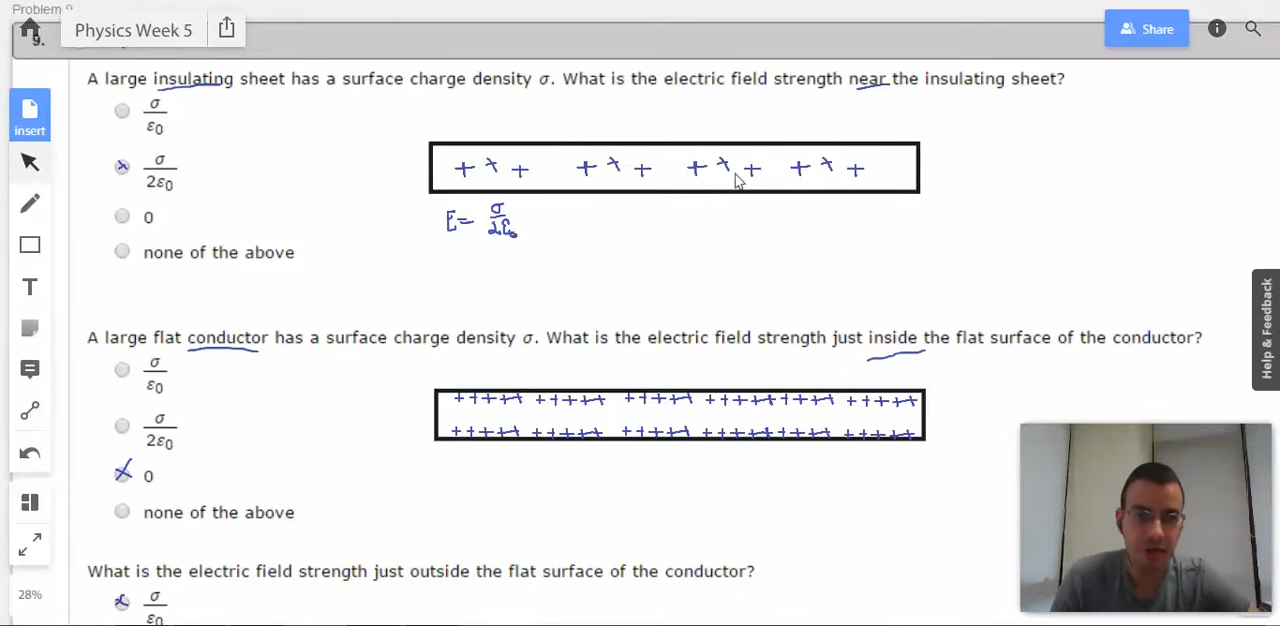 Problem 9
9.
Physics Week 5
Share
A large insulating sheet has a surface charge density σ. What is the electric field strength near the insulating sheet?
σ
ε0
insert
σ
2ε0
+ + + + + + + + + + + +
0
E = σ
2ε0
none of the above
A large flat conductor has a surface charge density σ. What is the electric field strength just inside the flat surface of the conductor?
σ
ε0
σ
2ε0
0
none of the above
What is the electric field strength just outside the flat surface of the conductor?
σ
ε0
28%
Help & Feedback